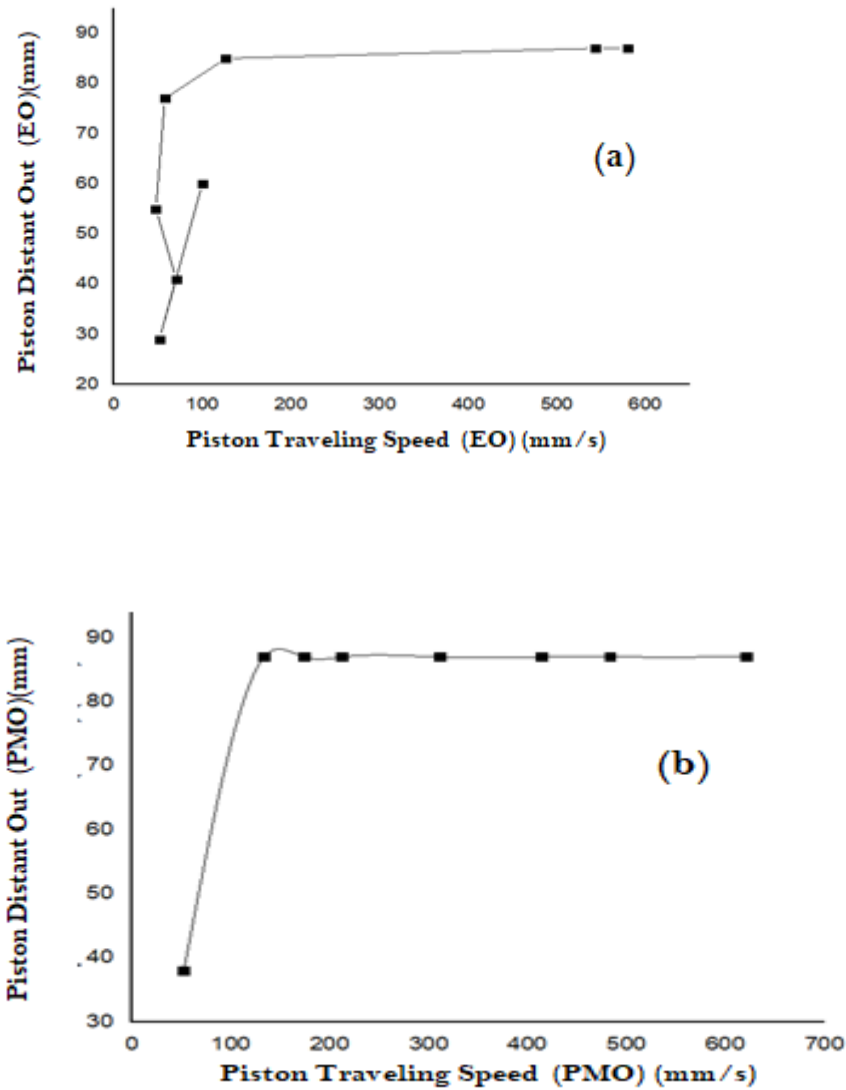 Piston Distant Out (EO)(mm)
90
80
70
60
50
40
30
20
(a)
0 100 200 300 400 500 600
Piston Traveling Speed (EO) (mm/s)
Piston Distant Out (PMO)(mm)
90
80
70
60
50
40
30
(b)
0 100 200 300 400 500 600 700
Piston Traveling Speed (PMO) (mm/s)